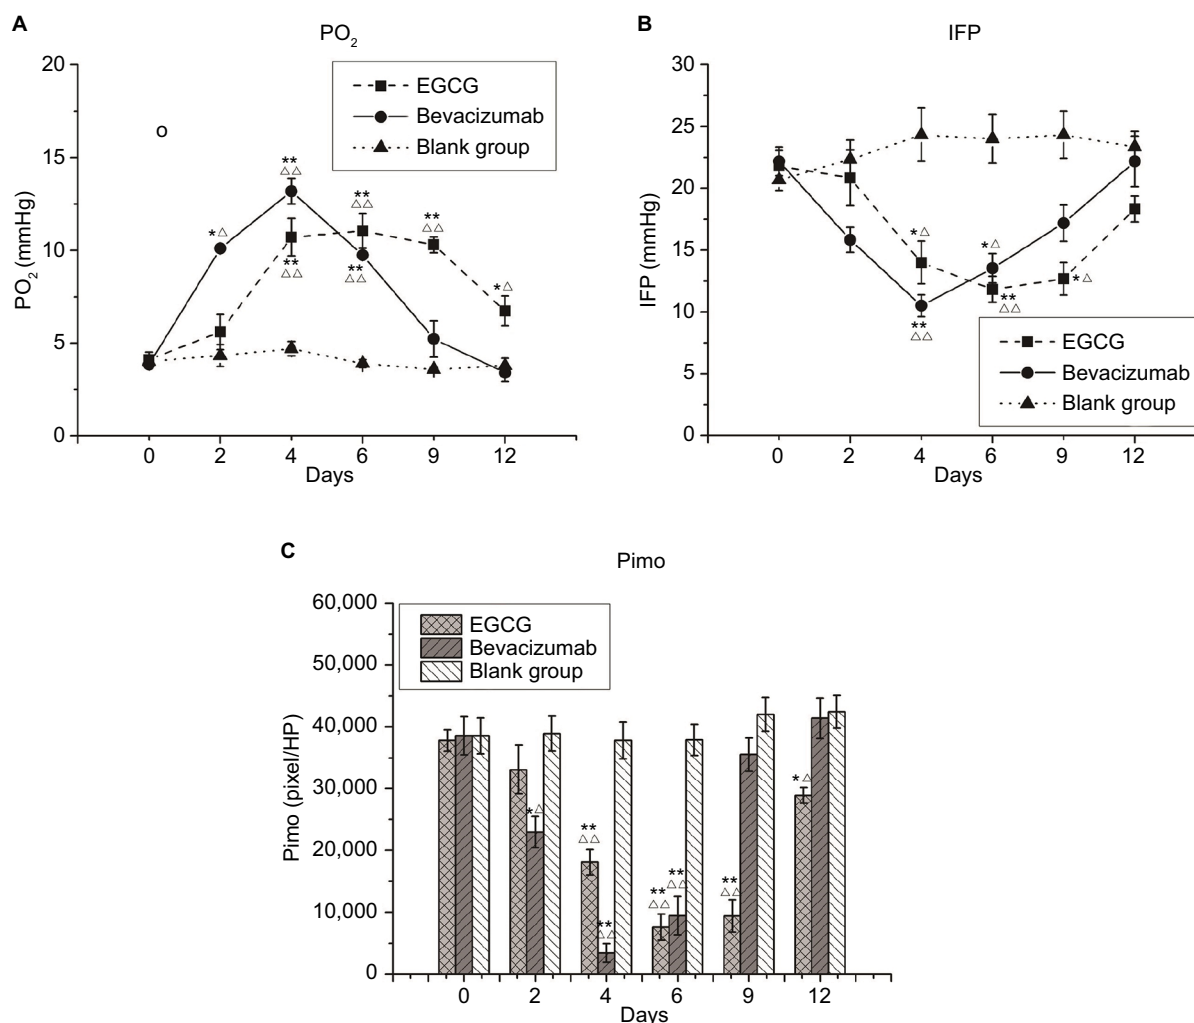 A
PO2
20
15
10
5
0
PO2 (mmHg)
o
EGCG
Bevacizumab
Blank group
**
△△
*△
**
△△
**
△△
**
△△
**
△△
*△
0 2 4 6 9 12
Days
B
IFP
30
25
20
15
10
5
0
IFP (mmHg)
*△
*△
*△
**
△△
**
△△
EGCG
Bevacizumab
Blank group
0 2 4 6 9 12
Days
C
Pimo
60,000
50,000
40,000
30,000
20,000
10,000
0
Pimo (pixel/HP)
EGCG
Bevacizumab
Blank group
*△
*△
**
△△
**
△△
**
△△
**
△△
**
△△
0 2 4 6 9 12
Days